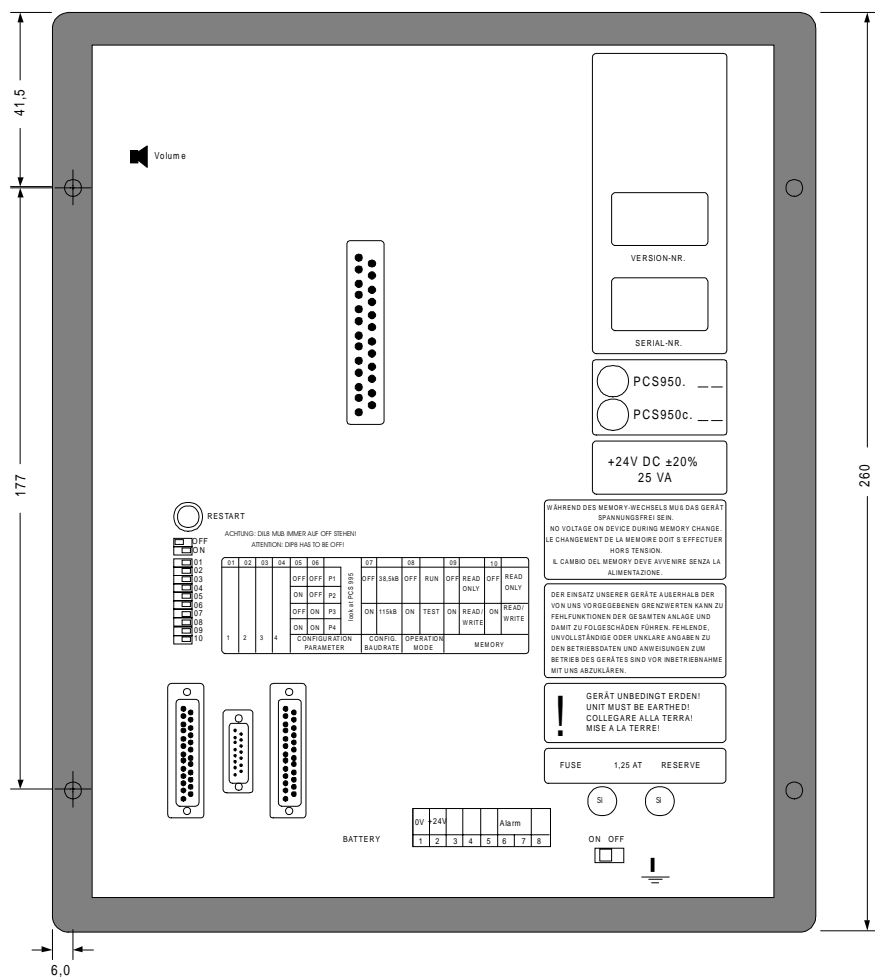 41,5
177
6,0
260
Volume
VERSION-NR.
SERIAL-NR.
PCS950. _ _
PCS950c. _ _
+24V DC ±20%
25 VA
WÄHREND DES MEMORY-WECHSELS MUß DAS GERÄT
SPANNUNGSFREI SEIN.
NO VOLTAGE ON DEVICE DURING MEMORY CHANGE.
LE CHANGEMENT DE LA MEMOIRE DOIT S'EFFECTUER
HORS TENSION.
IL CAMBIO DEL MEMORY DEVE AVVENIRE SENZA LA
ALIMENTAZIONE.
DER EINSATZ UNSERER GERÄTE AUßERHALB DER
VON UNS VORGEGEBENEN GRENZWERTEN KANN ZU
FEHLFUNKTIONEN DER GESAMTEN ANLAGE UND
DAMIT ZU FOLGESCHÄDEN FÜHREN. FEHLENDE,
UNVOLLSTÄNDIGE ODER UNKLARE ANGABEN ZU
DEN BETRIEBSDATEN UND ANWEISUNGEN ZUM
BETRIEB DES GERÄTES SIND VOR INBETRIEBNAHME
MIT UNS ABZUKLÄREN.
! GERÄT UNBEDINGT ERDEN!
UNIT MUST BE EARTHED!
COLLEGARE ALLA TERRA!
MISE A LA TERRE!
FUSE 1,25 AT RESERVE
Si Si
ON OFF
RESTART
OFF
ON
01
02
03
04
05
06
07
08
09
10
ACHTUNG: DIL8 MUß IMMER AUF OFF STEHEN!
ATTENTION: DIP8 HAS TO BE OFF!
01 02 03 04 05 06 07 08 09 10
OFF OFF P1 OFF 38,5kB OFF RUN OFF READ ONLY OFF READ ONLY
ON OFF P2
look at PCS 995
OFF ON P3 ON 115kB ON TEST ON READ/ WRITE ON READ/ WRITE
ON ON P4
1 2 3 4 CONFIGURATION PARAMETER CONFIG. BAUDRATE OPERATION MODE MEMORY
BATTERY
0V +24V Alarm
1 2 3 4 5 6 7 8